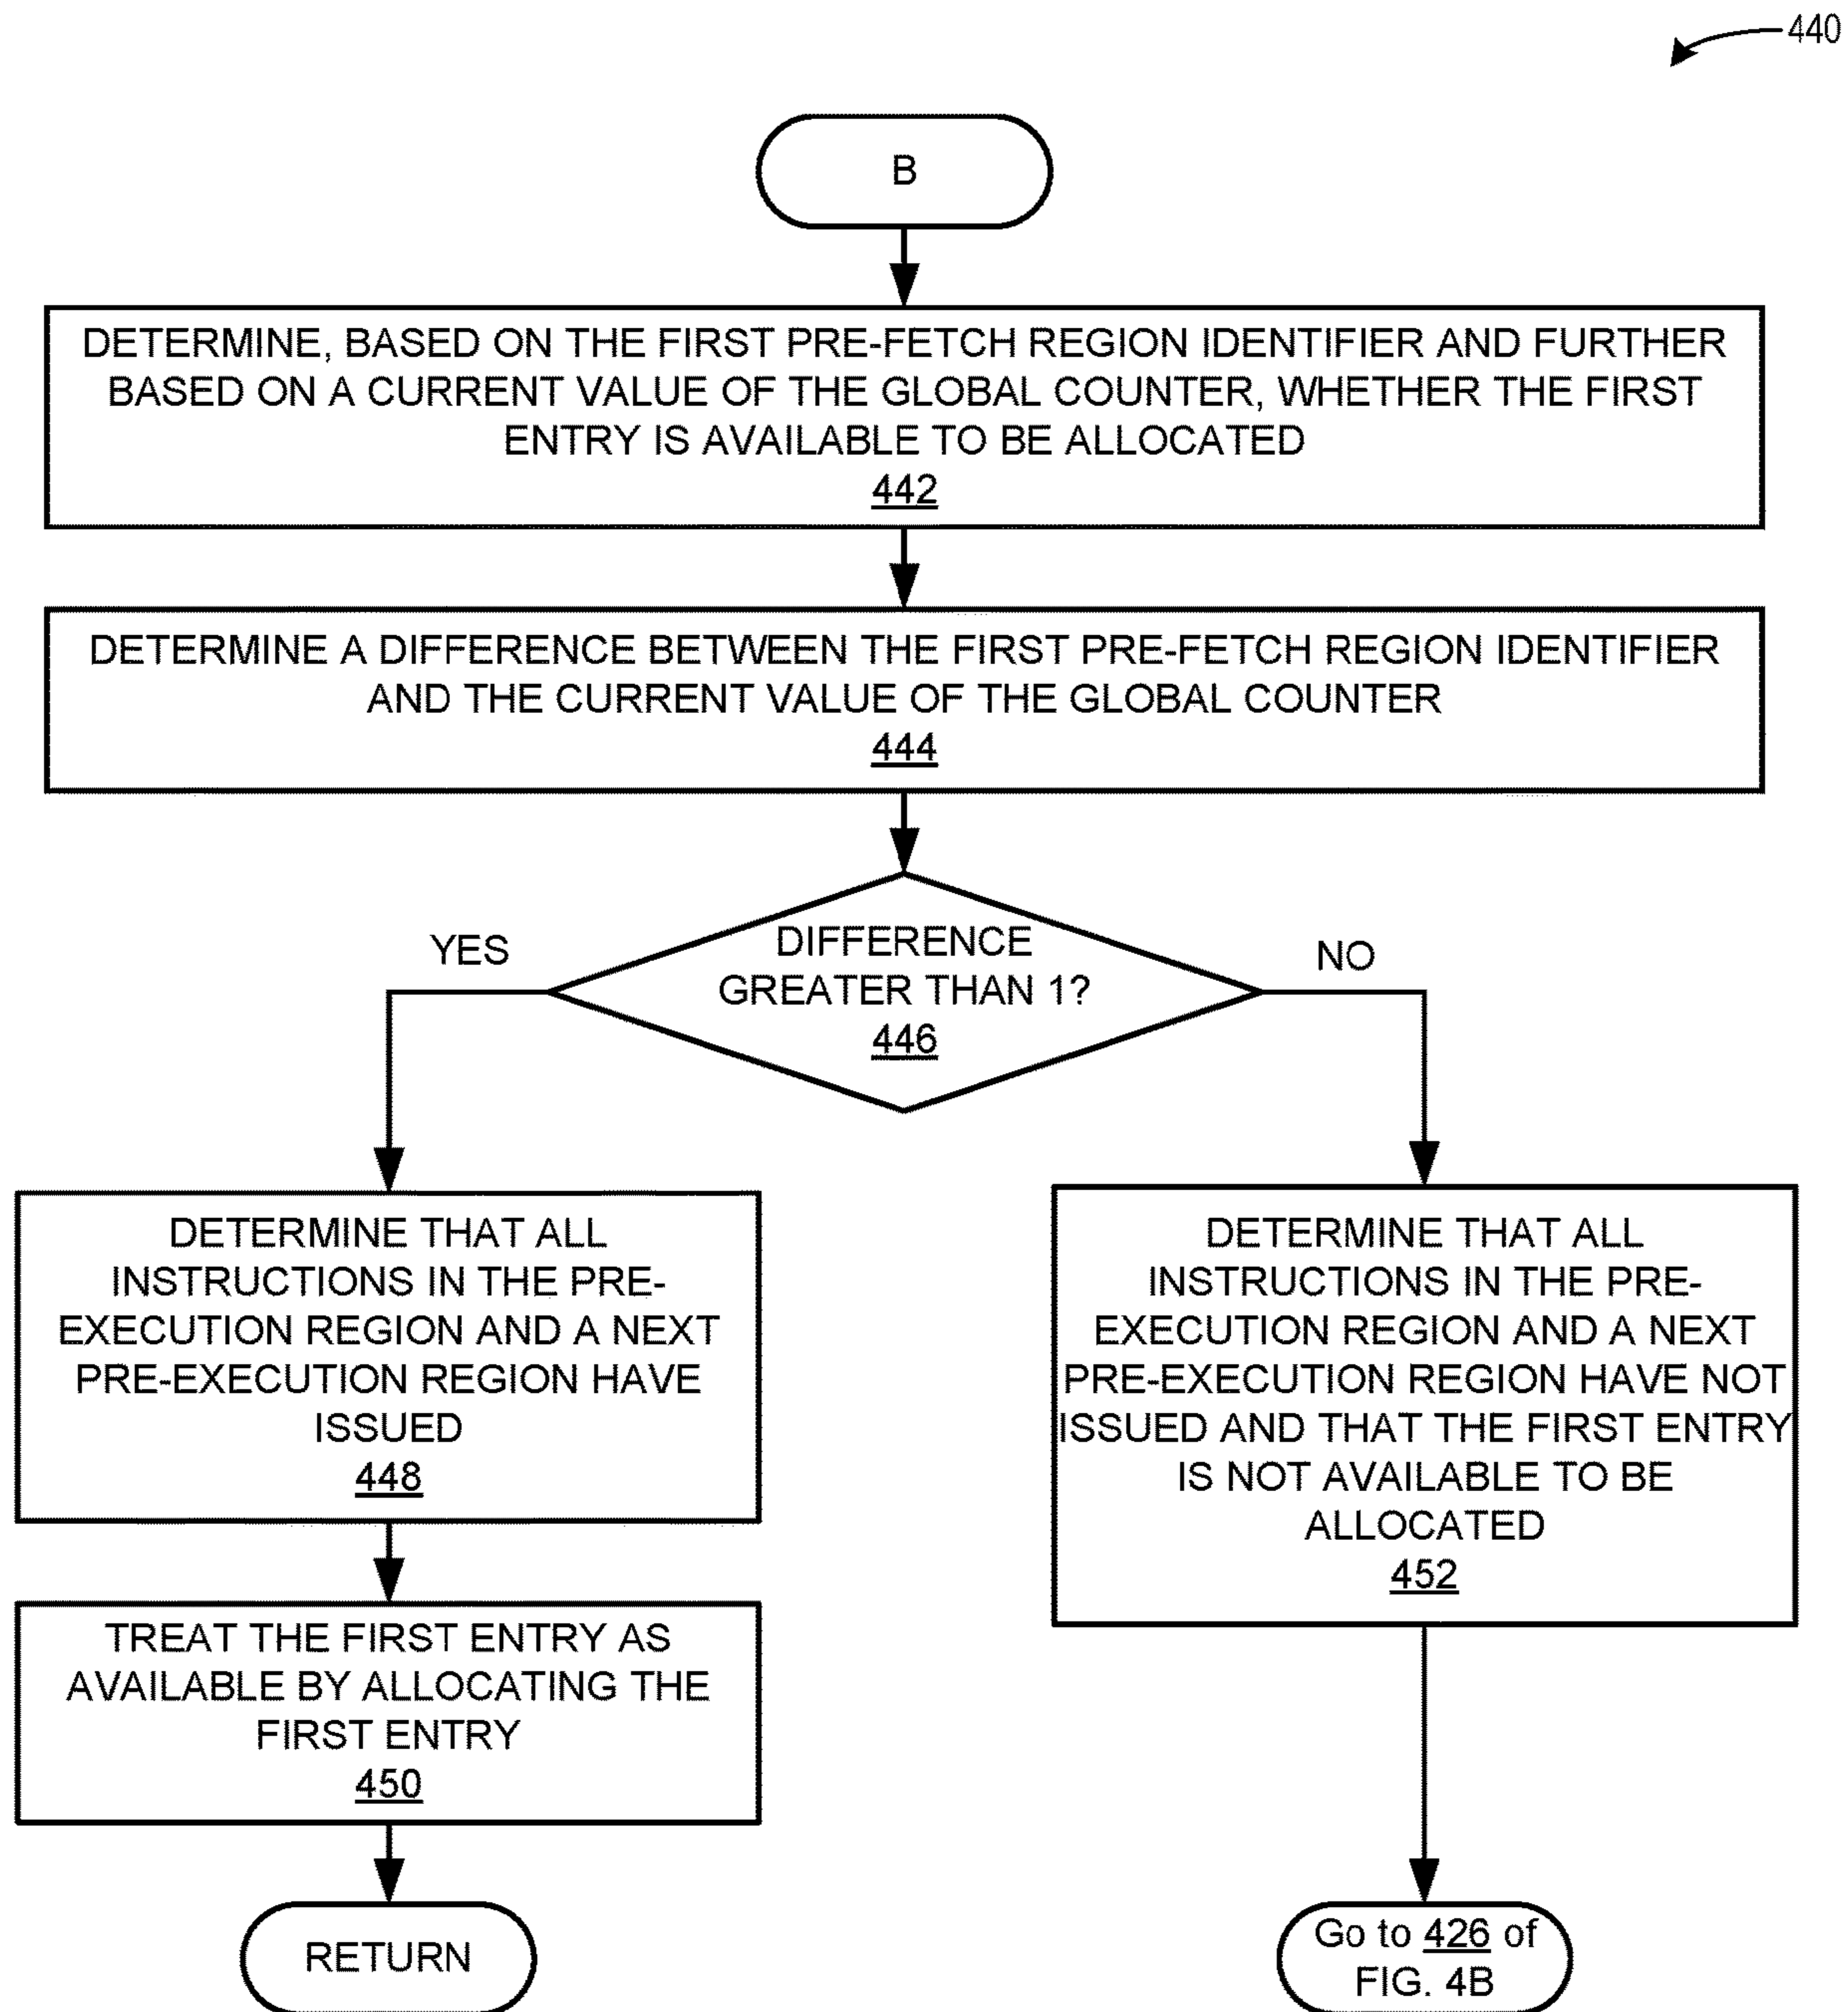 440
B
DETERMINE, BASED ON THE FIRST PRE-FETCH REGION IDENTIFIER AND FURTHER
BASED ON A CURRENT VALUE OF THE GLOBAL COUNTER, WHETHER THE FIRST
ENTRY IS AVAILABLE TO BE ALLOCATED
442
DETERMINE A DIFFERENCE BETWEEN THE FIRST PRE-FETCH REGION IDENTIFIER
AND THE CURRENT VALUE OF THE GLOBAL COUNTER
444
DIFFERENCE
GREATER THAN 1?
446
YES
NO
DETERMINE THAT ALL
INSTRUCTIONS IN THE PRE-
EXECUTION REGION AND A NEXT
PRE-EXECUTION REGION HAVE
ISSUED
448
DETERMINE THAT ALL
INSTRUCTIONS IN THE PRE-
EXECUTION REGION AND A NEXT
PRE-EXECUTION REGION HAVE NOT
ISSUED AND THAT THE FIRST ENTRY
IS NOT AVAILABLE TO BE
ALLOCATED
452
TREAT THE FIRST ENTRY AS
AVAILABLE BY ALLOCATING THE
FIRST ENTRY
450
RETURN
Go to 426 of
FIG. 4B